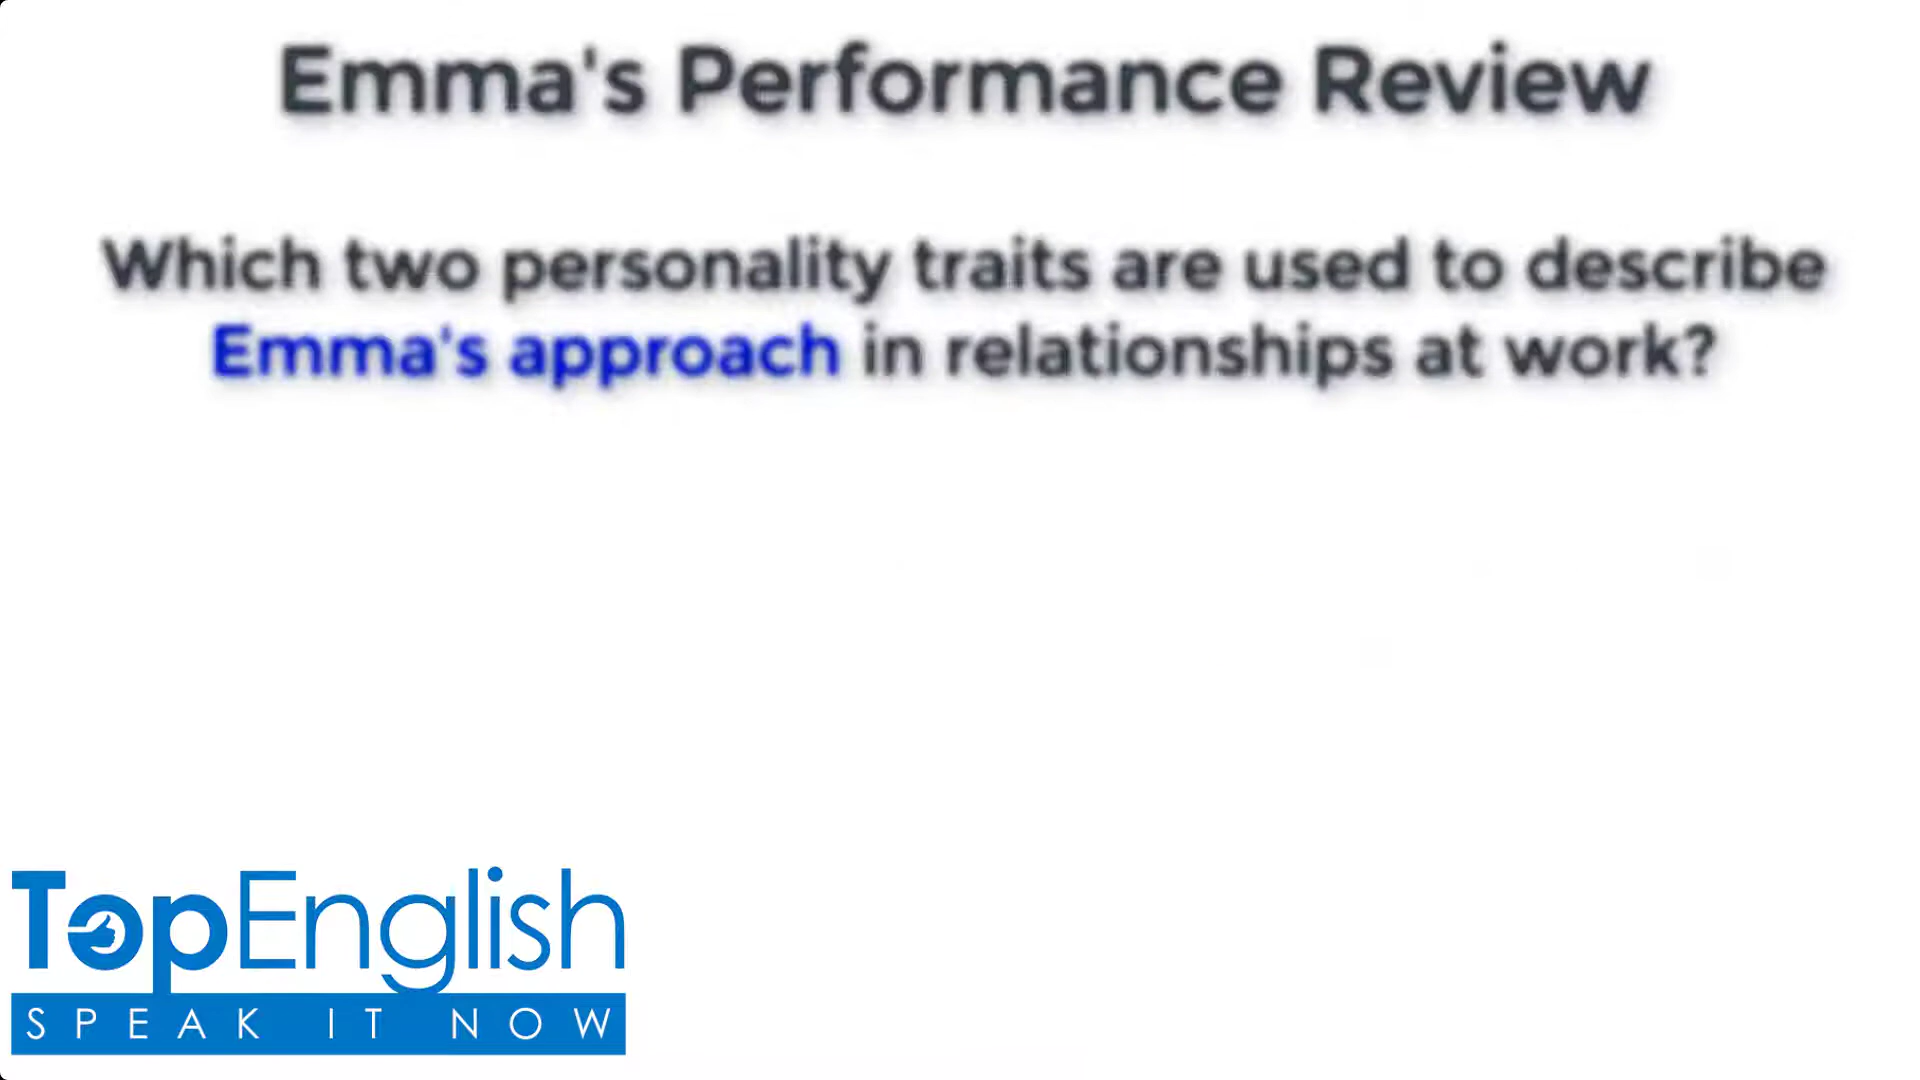 Emma's Performance Review
Which two personality traits are used to describe
Emma's approach in relationships at work?
TopEnglish
SPEAK IT NOW